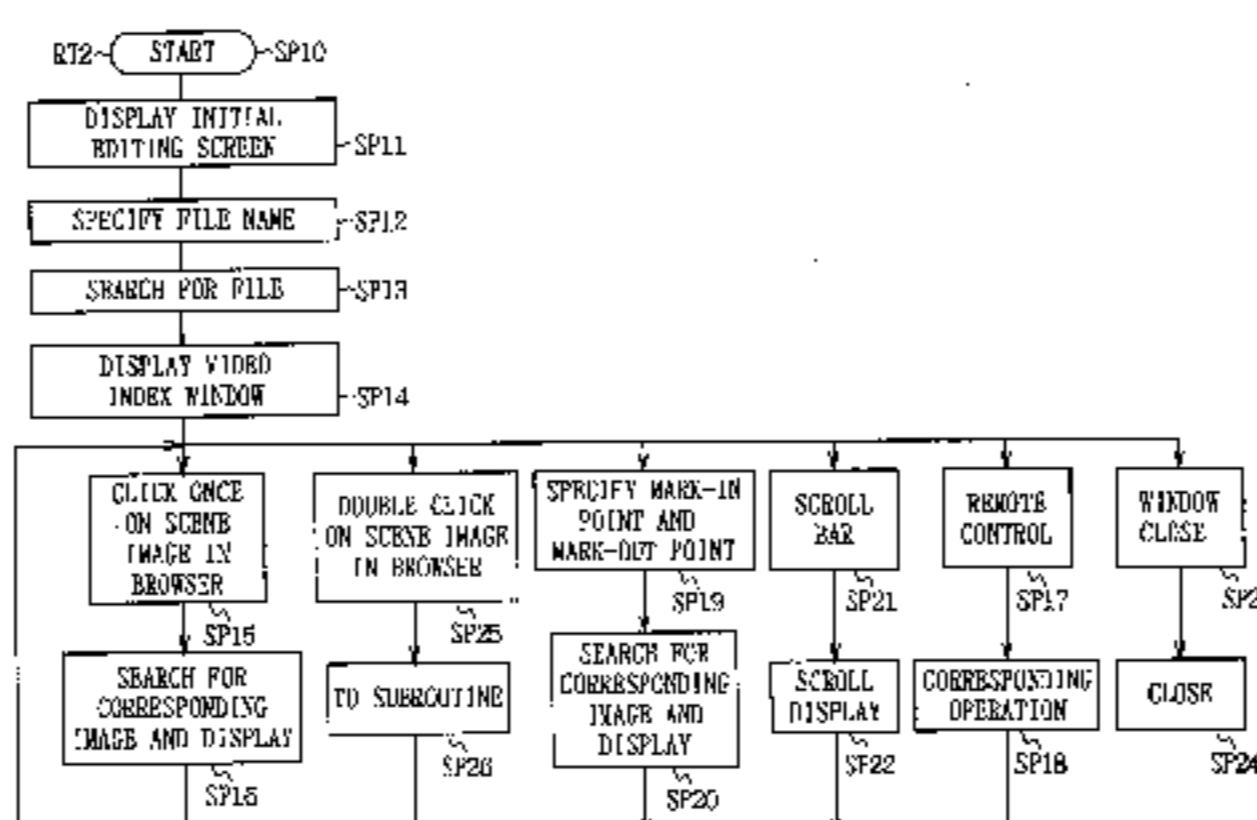 RT2 START SP10
DISPLAY INITIAL
EDITING SCREEN
SP11
SPECIFY FILE NAME SP12
SEARCH FOR FILE SP13
DISPLAY VIDEO
INDEX WINDOW
SP14
CLICK ONCE
ON SCENE
IMAGE IN
BROWSER
SP15
DOUBLE CLICK
ON SCENE IMAGE
IN BROWSER
SP25
SPECIFY MARK-IN
POINT AND
MARK-OUT POINT
SP19
SCROLL
BAR
SP21
REMOTE
CONTROL
SP17
WINDOW
CLOSE
SP2
SEARCH FOR
CORRESPONDING
IMAGE AND DISPLAY
SP16
TO SUBROUTINE
SP26
SEARCH FOR
CORRESPONDING
IMAGE AND
DISPLAY
SP20
SCROLL
DISPLAY
SP22
CORRESPONDING
OPERATION
SP18
CLOSE
SP24